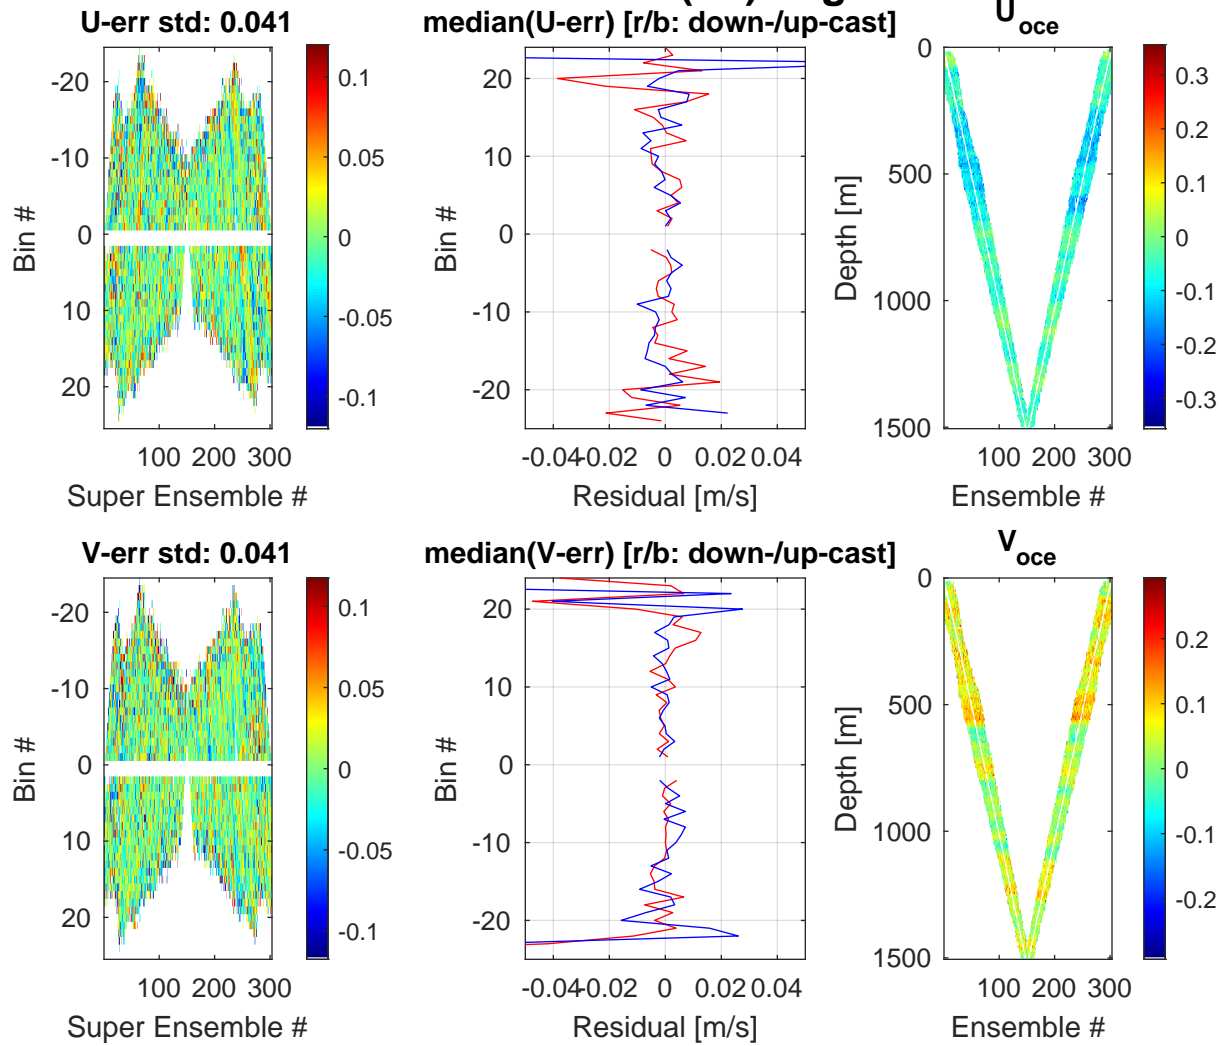 U-err std: 0.041
median(U-err) [r/b: down-/up-cast]
U_oce
-20
-10
0
10
20
Bin #
100 200 300
Super Ensemble #
0.1
0.05
0
-0.05
-0.1
20
10
0
-10
-20
Bin #
-0.04 -0.02 0 0.02 0.04
Residual [m/s]
0
500
1000
1500
Depth [m]
Ensemble #
100 200 300
0.3
0.2
0.1
0
-0.1
-0.2
-0.3
V-err std: 0.041
median(V-err) [r/b: down-/up-cast]
V_oce
-20
-10
0
10
20
Bin #
100 200 300
Super Ensemble #
0.1
0.05
0
-0.05
-0.1
20
10
0
-10
-20
Bin #
-0.04 -0.02 0 0.02 0.04
Residual [m/s]
0
500
1000
1500
Depth [m]
100 200 300
Ensemble #
0.2
0.1
0
-0.1
-0.2